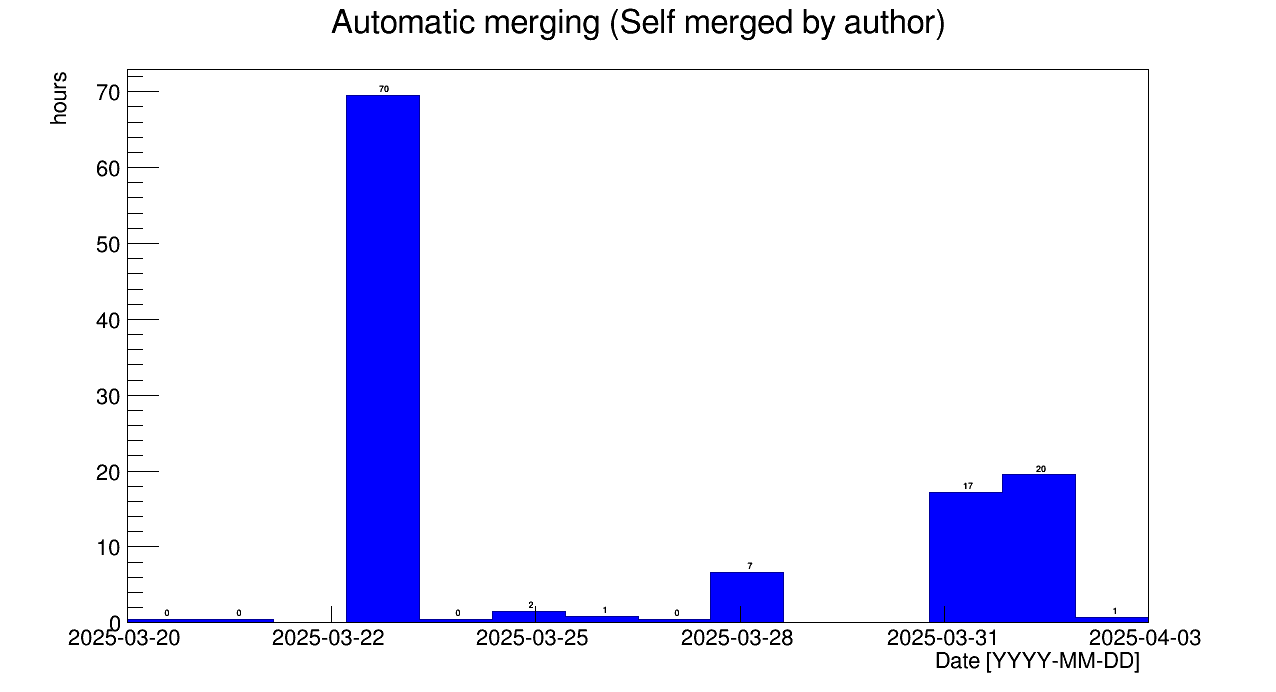 Automatic merging (Self merged by author)
hours
70
60
50
40
30
20
10
0
0 0 70 0 2 1 0 7 17 20 1
2025-03-20 2025-03-22 2025-03-25 2025-03-28 2025-03-31 2025-04-03
Date [YYYY-MM-DD]